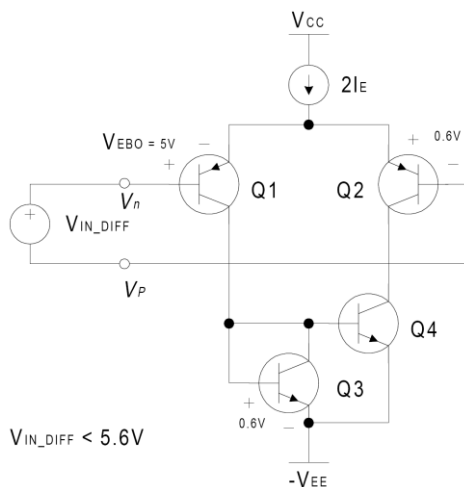 VCC
2IE
VEBO = 5V
−
+
+
0.6V
−
Q1
Q2
Vn
+
VIN_DIFF
VP
Q4
Q3
+
0.6V
−
VIN_DIFF < 5.6V
-VEE